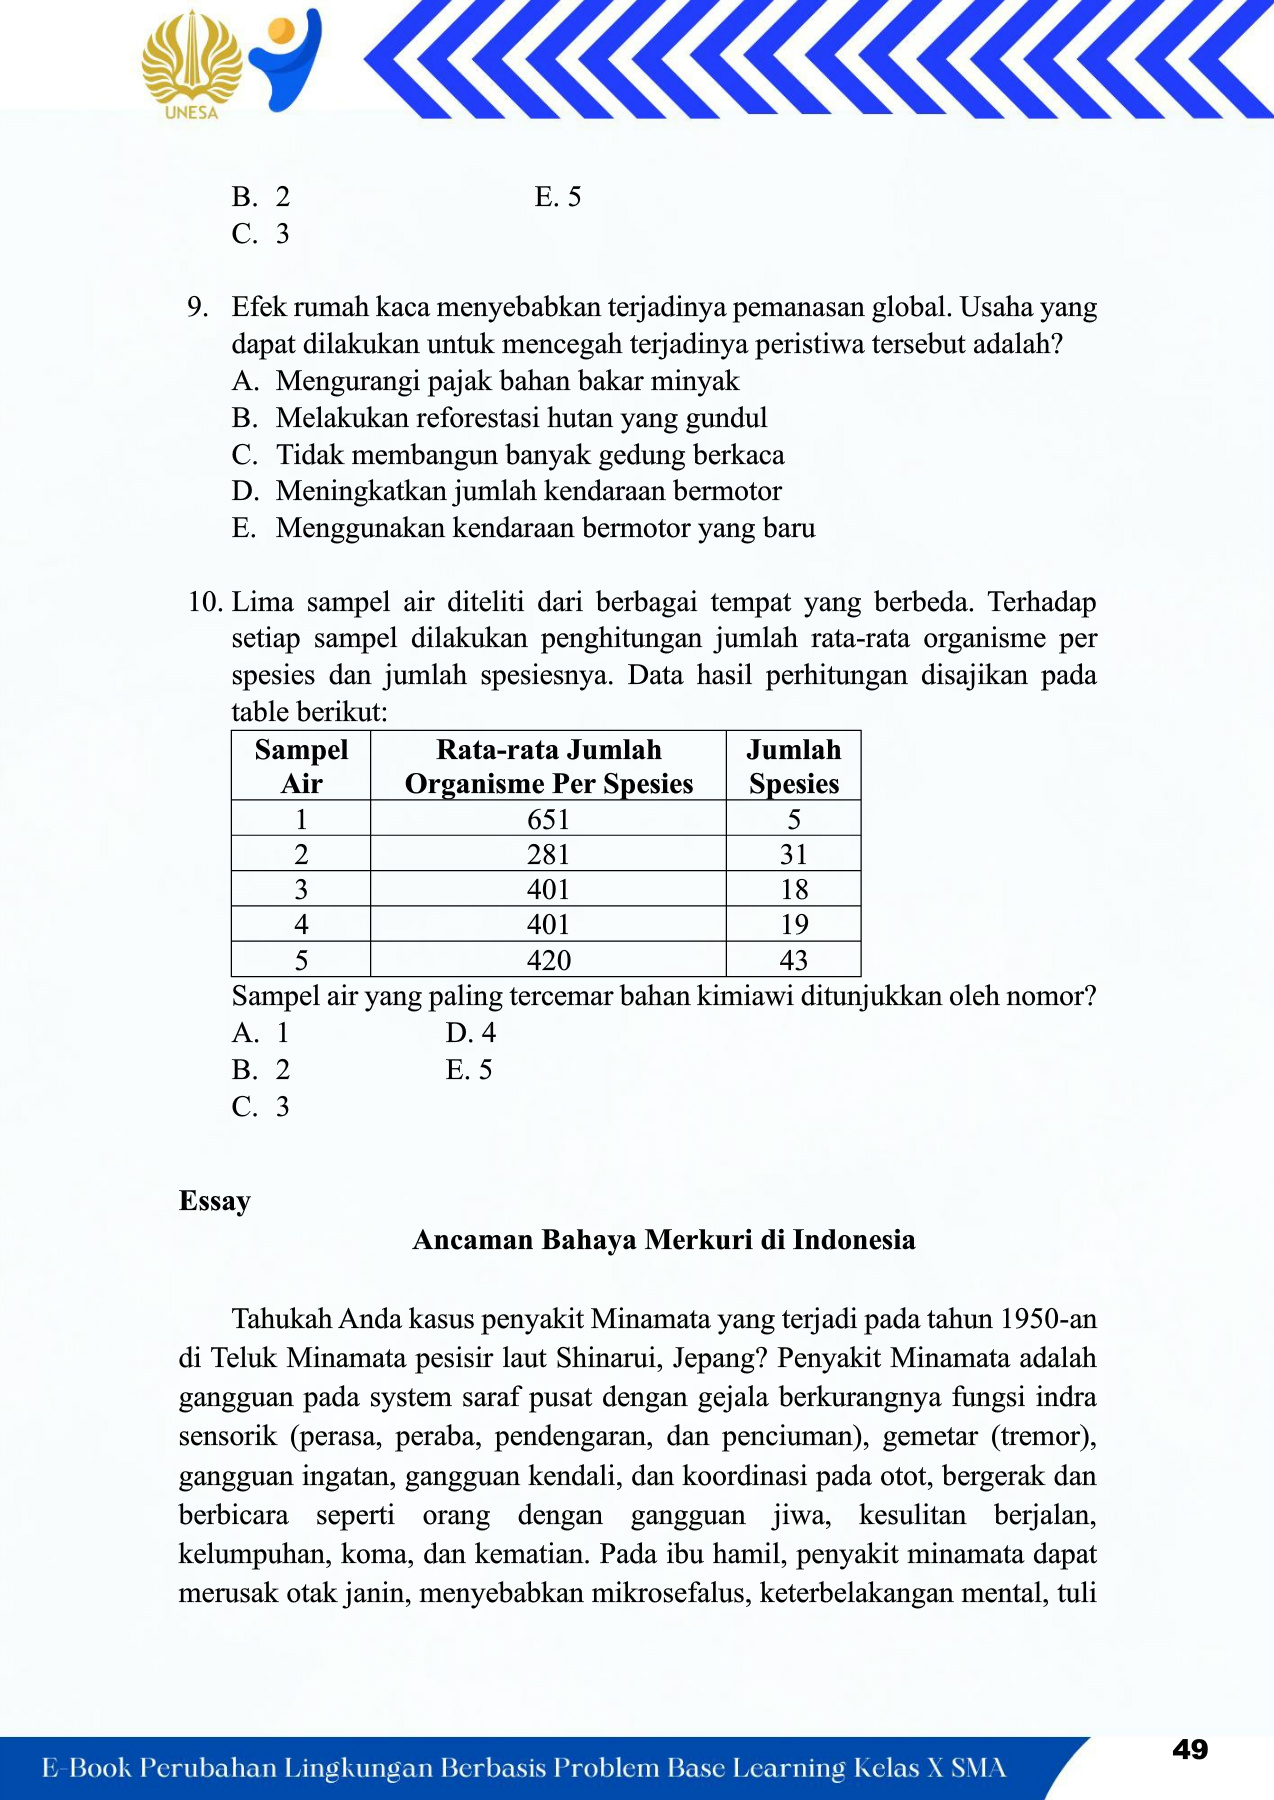 UNESA
B. 2 E. 5
C. 3
9. Efek rumah kaca menyebabkan terjadinya pemanasan global. Usaha yang
dapat dilakukan untuk mencegah terjadinya peristiwa tersebut adalah?
A. Mengurangi pajak bahan bakar minyak
B. Melakukan reforestasi hutan yang gundul
C. Tidak membangun banyak gedung berkaca
D. Meningkatkan jumlah kendaraan bermotor
E. Menggunakan kendaraan bermotor yang baru
10. Lima sampel air diteliti dari berbagai tempat yang berbeda. Terhadap
setiap sampel dilakukan penghitungan jumlah rata-rata organisme per
spesies dan jumlah spesiesnya. Data hasil perhitungan disajikan pada
table berikut:
Sampel Rata-rata Jumlah Jumlah
Air Organisme Per Spesies Spesies
1 651 5
2 281 31
3 401 18
4 401 19
5 420 43
Sampel air yang paling tercemar bahan kimiawi ditunjukkan oleh nomor?
A. 1 D. 4
B. 2 E. 5
C. 3
Essay
Ancaman Bahaya Merkuri di Indonesia
Tahukah Anda kasus penyakit Minamata yang terjadi pada tahun 1950-an
di Teluk Minamata pesisir laut Shinarui, Jepang? Penyakit Minamata adalah
gangguan pada system saraf pusat dengan gejala berkurangnya fungsi indra
sensorik (perasa, peraba, pendengaran, dan penciuman), gemetar (tremor),
gangguan ingatan, gangguan kendali, dan koordinasi pada otot, bergerak dan
berbicara seperti orang dengan gangguan jiwa, kesulitan berjalan,
kelumpuhan, koma, dan kematian. Pada ibu hamil, penyakit minamata dapat
merusak otak janin, menyebabkan mikrosefalus, keterbelakangan mental, tuli
E-Book Perubahan Lingkungan Berbasis Problem Base Learning Kelas X SMA
49